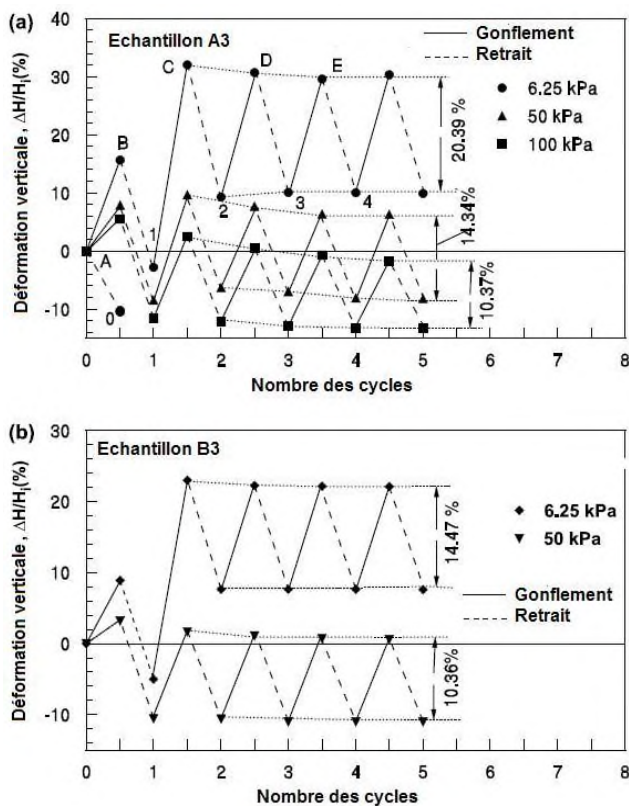 (a)
Echantillon A3
Gonflement
Retrait
6.25 kPa
50 kPa
100 kPa
Déformation verticale, ΔH/Hᵢ(%)
40
30
20
10
0
-10
A
B
C
D
E
0
1
2
3
4
20.39 %
14.34%
10.37%
0 1 2 3 4 5 6 7 8
Nombre des cycles
(b)
Echantillon B3
6.25 kPa
50 kPa
Gonflement
Retrait
Déformation verticale, ΔH/Hᵢ(%)
30
20
10
0
-10
14.47 %
10.36%
0 1 2 3 4 5 6 7 8
Nombre des cycles